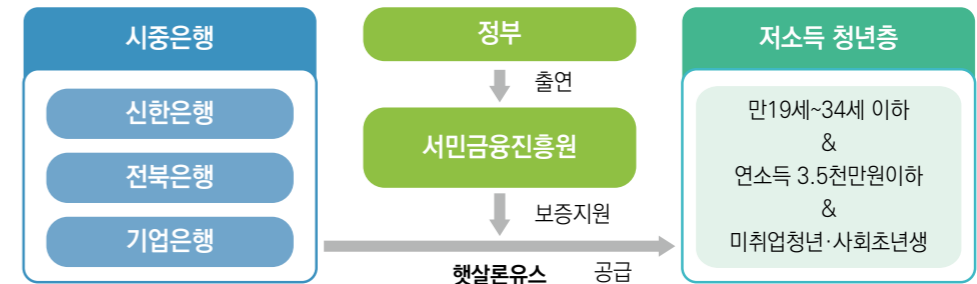 시중은행
신한은행
전북은행
기업은행
정부
출연
서민금융진흥원
보증지원
햇살론유스 공급
저소득 청년층
만19세~34세 이하
&
연소득 3.5천만원이하
&
미취업청년·사회초년생